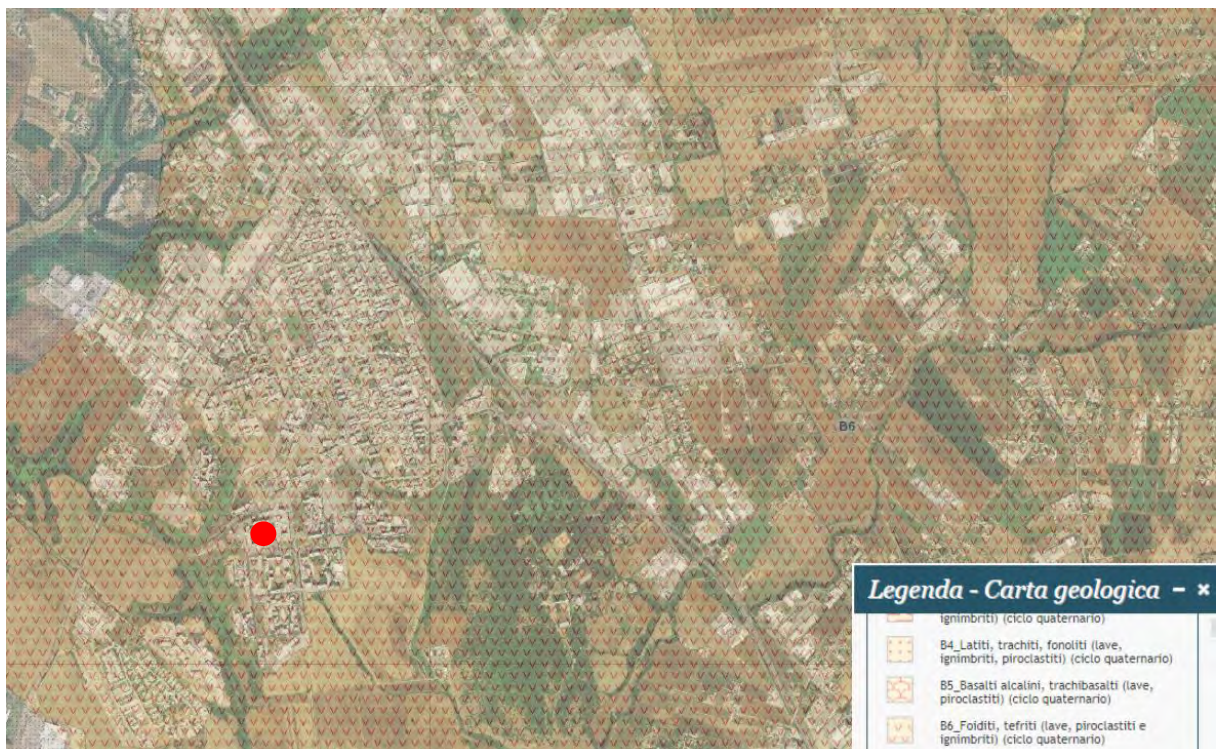 B6
Legenda - Carta geologica
ignimbriti) (ciclo quaternario)
B4_Latiti, trachiti, fonoliti (lave,
ignimbriti, piroclastiti) (ciclo quaternario)
B5_Basalti alcalini, trachibasalti (lave,
piroclastiti) (ciclo quaternario)
B6_Foiditi, tefriti (lave, piroclastiti e
ignimbriti) (ciclo quaternario)